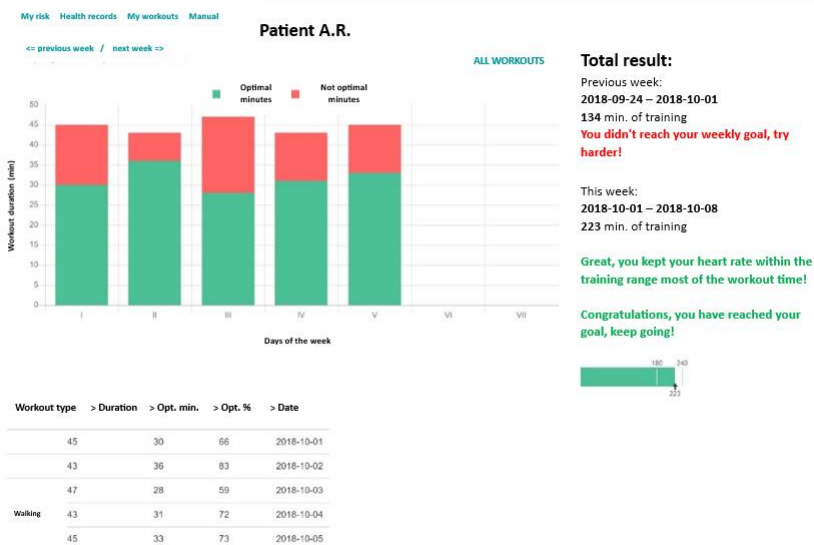 My risk Health records My workouts Manual
Patient A.R.
<= previous week / next week =>
ALL WORKOUTS
Optimal minutes
Not optimal minutes
50
45
40
35
30
25
20
15
10
5
0
Workout duration (min)
I II III IV V VI VII
Days of the week
Total result:
Previous week:
2018-09-24 – 2018-10-01
134 min. of training
You didn't reach your weekly goal, try
harder!
This week:
2018-10-01 – 2018-10-08
223 min. of training
Great, you kept your heart rate within the
training range most of the workout time!
Congratulations, you have reached your
goal, keep going!
180 240
223
Workout type > Duration > Opt. min. > Opt. % > Date
45 30 66 2018-10-01
43 36 83 2018-10-02
47 28 59 2018-10-03
Walking 43 31 72 2018-10-04
45 33 73 2018-10-05